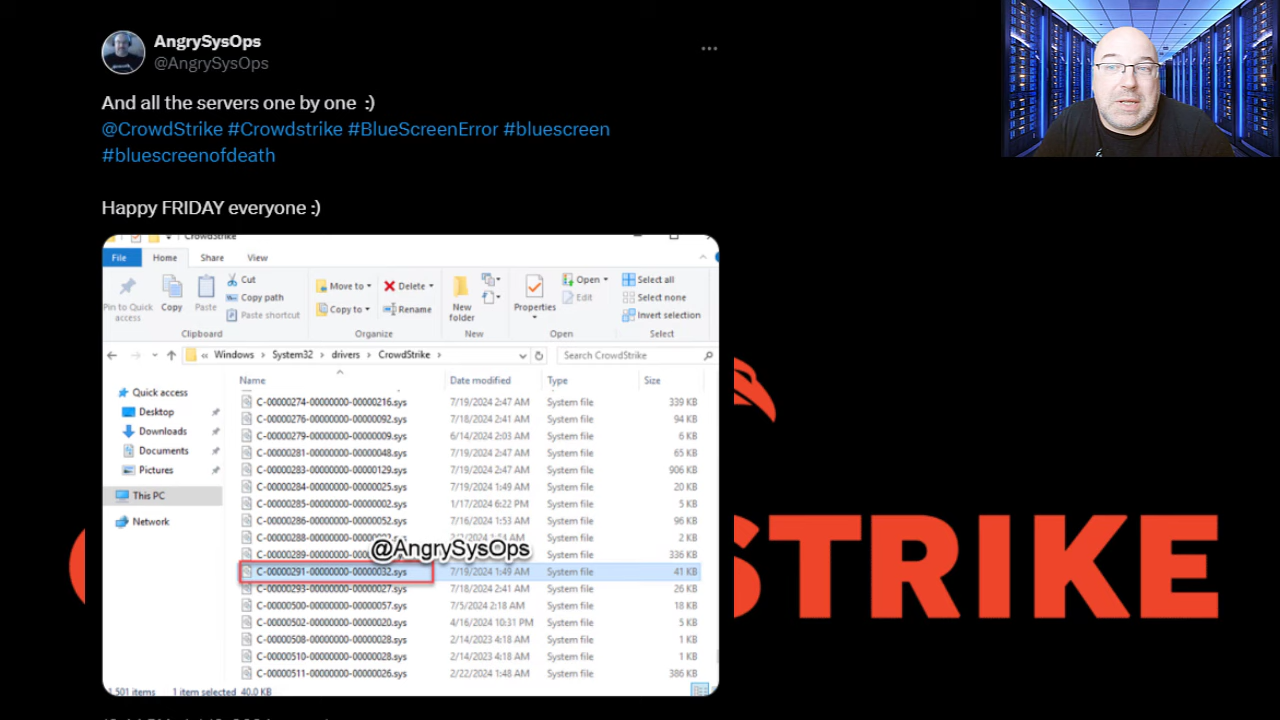 AngrySysOps
@AngrySysOps
And all the servers one by one :)
@CrowdStrike #Crowdstrike #BlueScreenError #bluescreen
#bluescreenofdeath
Happy FRIDAY everyone :)
CrowdStrike
File Home Share View
Pin to Quick access
Copy
Paste
Cut
Copy path
Paste shortcut
Move to
Copy to
Delete
Rename
New folder
Properties
Open
Edit
Select all
Select none
Invert selection
Clipboard Organize New Open Select
« Windows › System32 › drivers › CrowdStrike › Search CrowdStrike
Quick access
Desktop
Downloads
Documents
Pictures
This PC
Network
Name Date modified Type Size
C-00000274-00000000-00000216.sys 7/19/2024 2:47 AM System file 339 KB
C-00000276-00000000-00000092.sys 7/18/2024 2:41 AM System file 94 KB
C-00000279-00000000-00000009.sys 6/14/2024 2:03 AM System file 6 KB
C-00000281-00000000-00000048.sys 7/19/2024 2:47 AM System file 65 KB
C-00000283-00000000-00000129.sys 7/19/2024 2:47 AM System file 906 KB
C-00000284-00000000-00000025.sys 7/19/2024 1:49 AM System file 20 KB
C-00000285-00000000-00000002.sys 1/17/2024 6:22 PM System file 5 KB
C-00000286-00000000-00000052.sys 7/16/2024 1:53 AM System file 96 KB
C-00000288-00000000- System file 2 KB
@AngrySysOps
C-00000289-00000000- System file 336 KB
C-00000291-00000000-00000032.sys 7/19/2024 1:49 AM System file 41 KB
C-00000293-00000000-00000027.sys 7/18/2024 2:41 AM System file 26 KB
C-00000500-00000000-00000057.sys 7/5/2024 2:18 AM System file 18 KB
C-00000502-00000000-00000020.sys 4/16/2024 10:31 PM System file 5 KB
C-00000508-00000000-00000028.sys 2/14/2023 4:18 AM System file 1 KB
C-00000510-00000000-00000028.sys 2/14/2023 4:18 AM System file 1 KB
C-00000511-00000000-00000026.sys 2/22/2024 1:48 AM System file 386 KB
1,501 items 1 item selected 40.0 KB
STRIKE